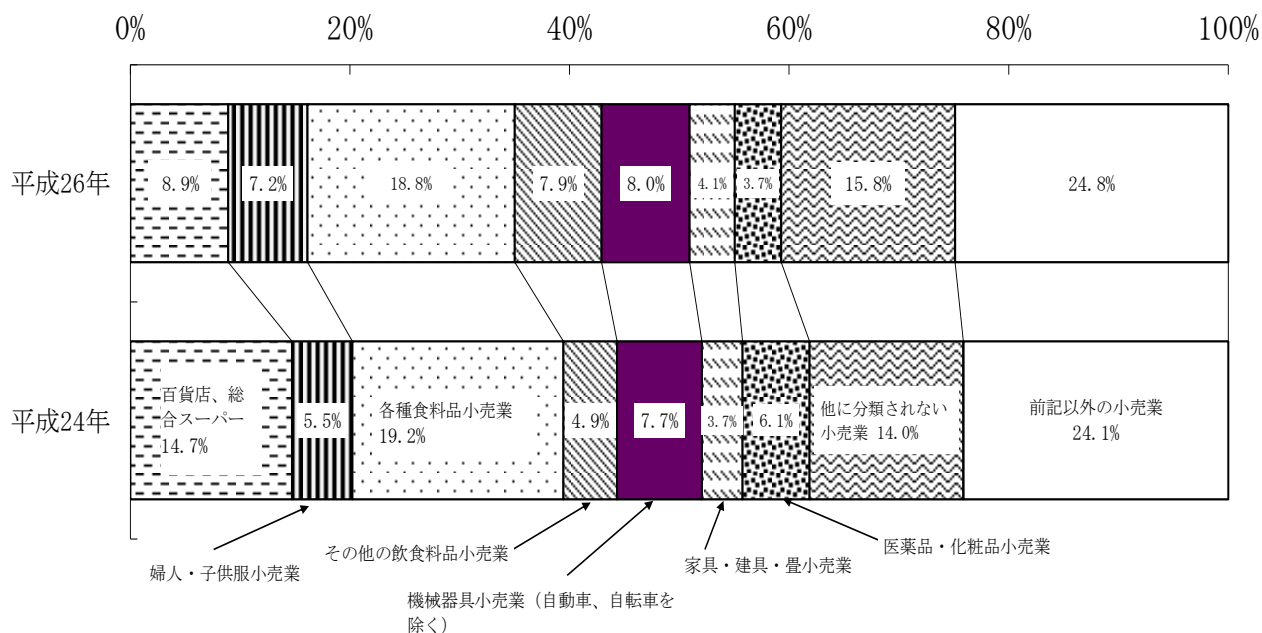 0% 20% 40% 60% 80% 100%
平成26年
8.9% 7.2% 18.8% 7.9% 8.0% 4.1% 3.7% 15.8% 24.8%
平成24年
百貨店、総
合スーパー
14.7%
5.5%
各種食料品小売業
19.2%
4.9%
7.7%
3.7%
6.1%
他に分類されない
小売業 14.0%
前記以外の小売業
24.1%
婦人・子供服小売業
その他の飲食料品小売業
機械器具小売業（自動車、自転車を
除く）
家具・建具・畳小売業
医薬品・化粧品小売業